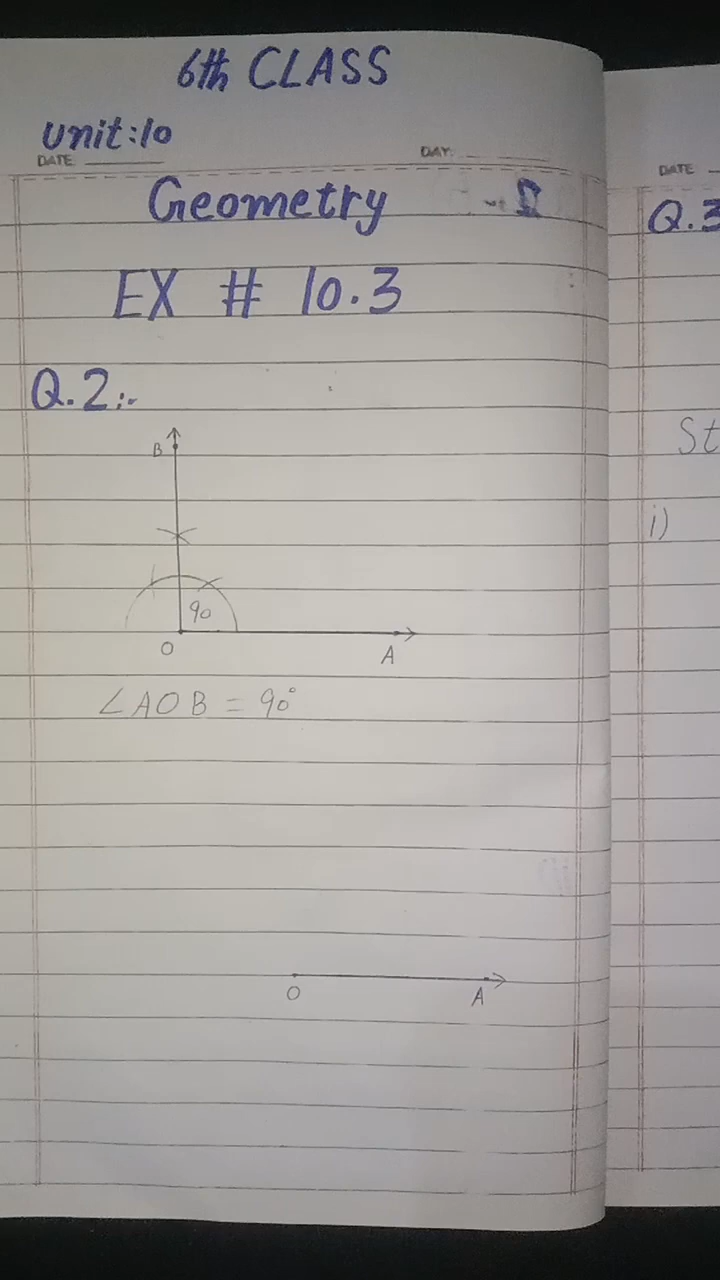 6th CLASS
Unit:10
DATE
DAY:
Geometry
EX # 10.3
Q.2:-
B
90
O
A
∠AOB = 90°
O
A
DATE
Q.3
St
i)